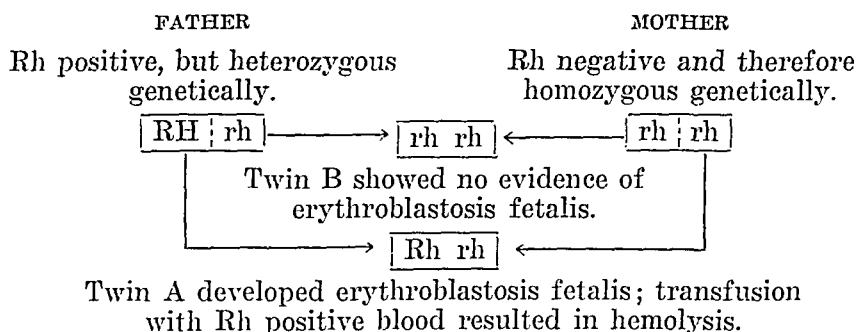 FATHER MOTHER
Rh positive, but heterozygous Rh negative and therefore
genetically. homozygous genetically.
RH rh rh rh rh rh
Twin B showed no evidence of
erythroblastosis fetalis.
Rh rh
Twin A developed erythroblastosis fetalis; transfusion
with Rh positive blood resulted in hemolysis.